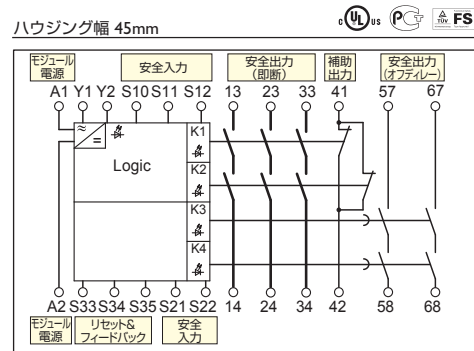 ハウジング幅 45mm
c UL us PCT TÜV FS
モジュール
電源
安全入力
安全出力
(即断)
補助
出力
安全出力
(オフディレー)
A1 Y1 Y2 S10 S11 S12 13 23 33 41 57 67
K1
Logic
K2
K3
K4
A2 S33 S34 S35 S21 S22 14 24 34 42 58 68
モジュール
電源
リセット&
フィードバック
安全
入力